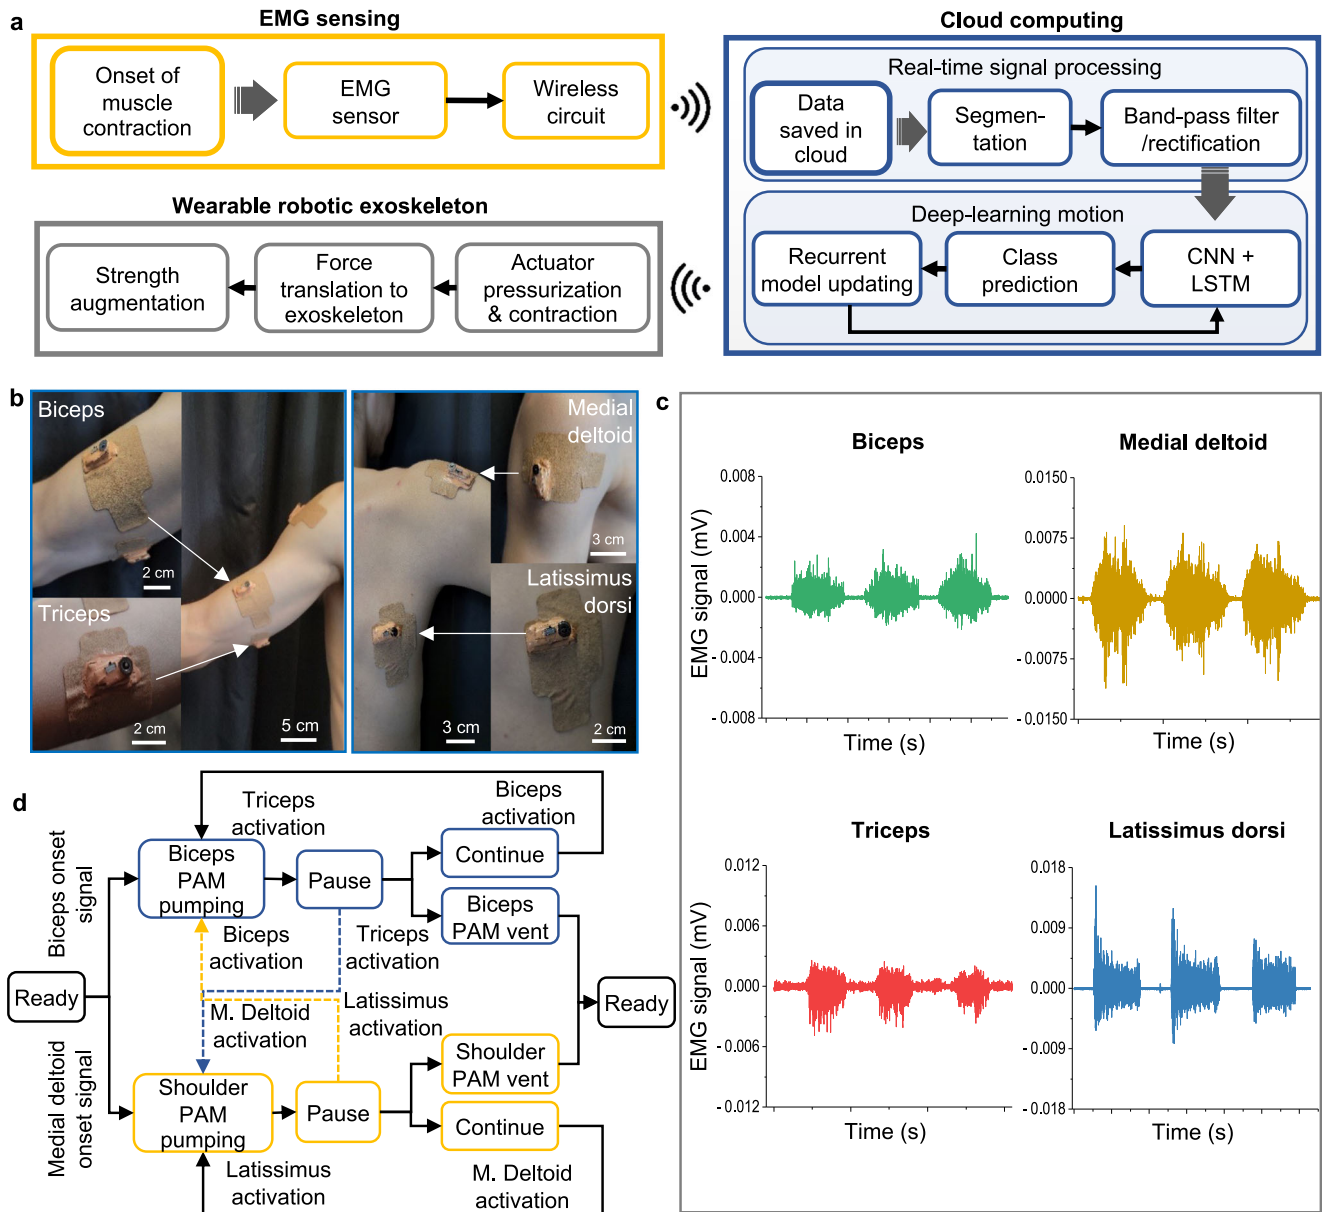 a
EMG sensing
Onset of
muscle
contraction
EMG
sensor
Wireless
circuit
Cloud computing
Real-time signal processing
Data
saved in
cloud
Segmen-
tation
Band-pass filter
/rectification
Deep-learning motion
Recurrent
model updating
Class
prediction
CNN +
LSTM
Wearable robotic exoskeleton
Strength
augmentation
Force
translation to
exoskeleton
Actuator
pressurization
& contraction
b
Biceps
2 cm
Triceps
2 cm
5 cm
Medial
deltoid
3 cm
Latissimus
dorsi
3 cm
2 cm
c
Biceps
EMG signal (mV)
0.008
0.004
0.000
- 0.004
- 0.008
Time (s)
Medial deltoid
0.0150
0.0075
0.0000
-0.0075
-0.0150
Time (s)
Triceps
EMG signal (mV)
0.012
0.006
0.000
-0.006
-0.012
Time (s)
Latissimus dorsi
0.018
0.009
0.000
-0.009
-0.018
Time (s)
d
Biceps onset
signal
Medial deltoid
onset signal
Ready
Triceps
activation
Biceps
PAM
pumping
Pause
Biceps
activation
Continue
Biceps
PAM vent
Biceps
activation
Triceps
activation
M. Deltoid
activation
Latissimus
activation
Ready
Shoulder
PAM
pumping
Pause
Shoulder
PAM vent
Continue
Latissimus
activation
M. Deltoid
activation